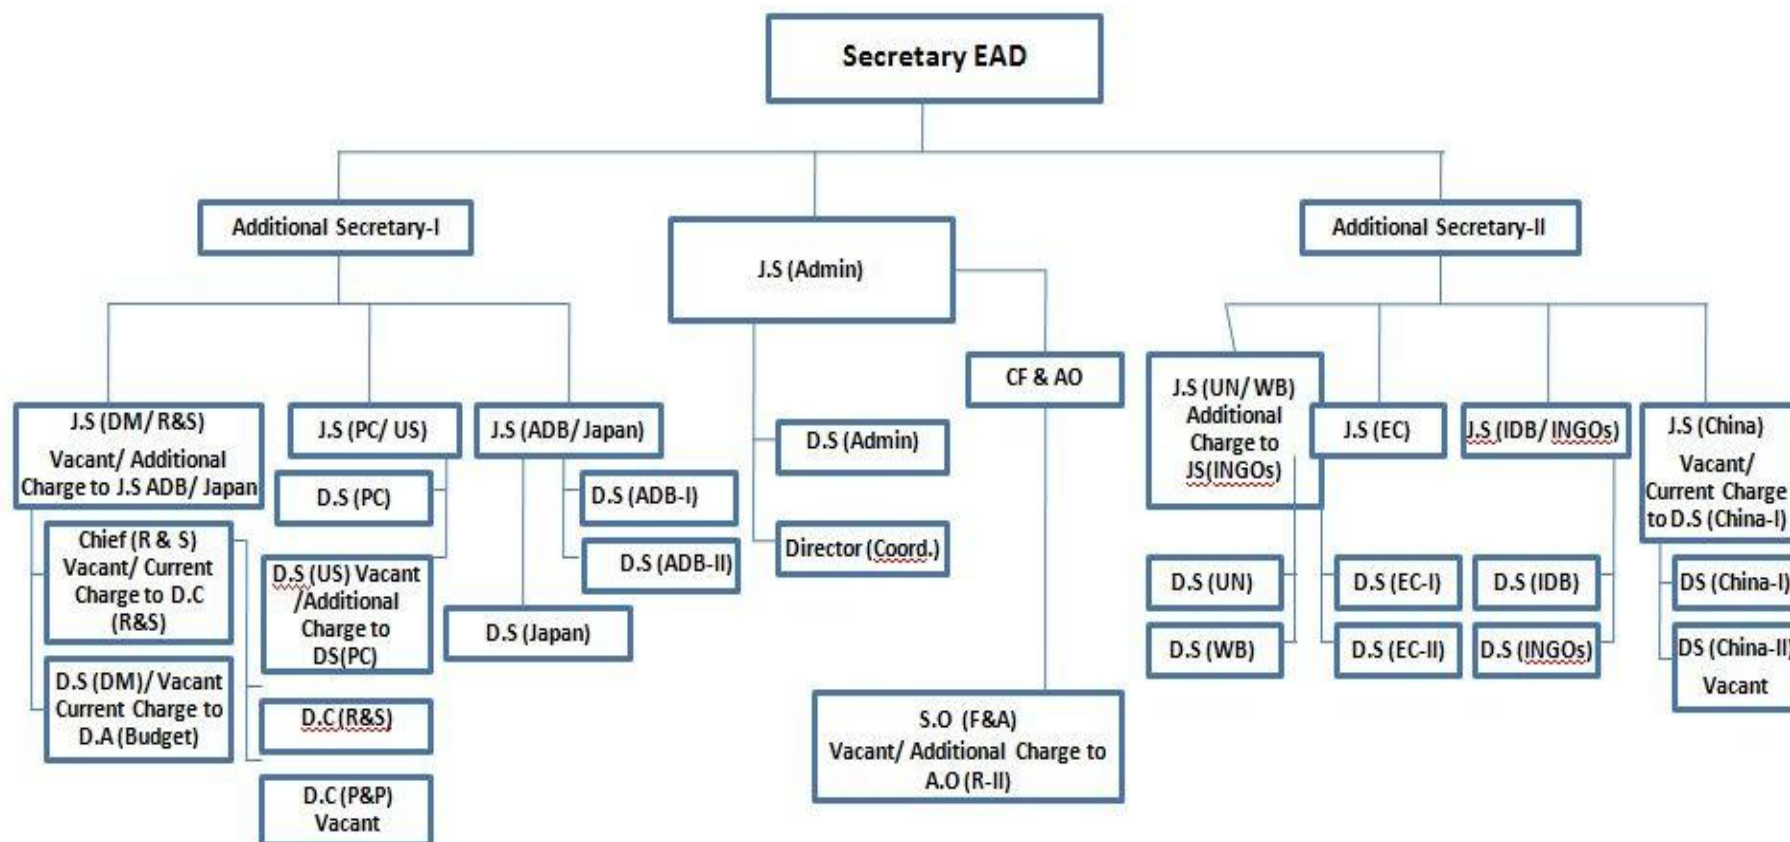 Secretary EAD
Additional Secretary-I
J.S (Admin)
Additional Secretary-II
CF & AO
J.S (DM/ R&S)
Vacant/ Additional
Charge to J.S ADB/ Japan
J.S (PC/ US)
J.S (ADB/ Japan)
J.S (UN/ WB)
Additional
Charge to
JS(INGOs)
J.S (EC)
J.S (IDB/ INGOs)
J.S (China)
Vacant/
Current Charge
to D.S (China-I)
D.S (Admin)
Director (Coord.)
D.S (PC)
D.S (ADB-I)
D.S (ADB-II)
D.S (Japan)
Chief (R & S)
Vacant/ Current
Charge to D.C
(R&S)
D.S (US) Vacant
/Additional
Charge to
DS(PC)
D.S (DM)/ Vacant
Current Charge to
D.A (Budget)
D.C (R&S)
D.C (P&P)
Vacant
D.S (UN)
D.S (WB)
D.S (EC-I)
D.S (EC-II)
D.S (IDB)
D.S (INGOs)
DS (China-I)
DS (China-II)
Vacant
S.O (F&A)
Vacant/ Additional Charge to
A.O (R-II)